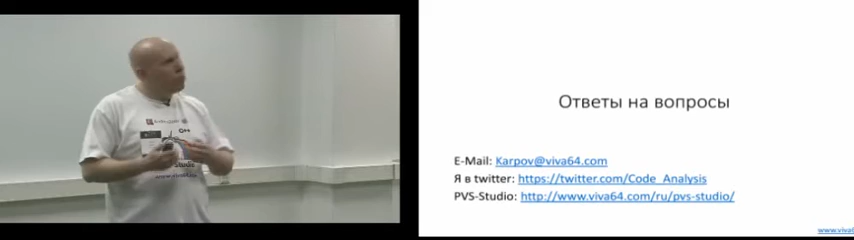 C++
Ответы на вопросы
E-Mail: Karpov@viva64.com
Я в twitter: https://twitter.com/Code_Analysis
PVS-Studio: http://www.viva64.com/ru/pvs-studio/